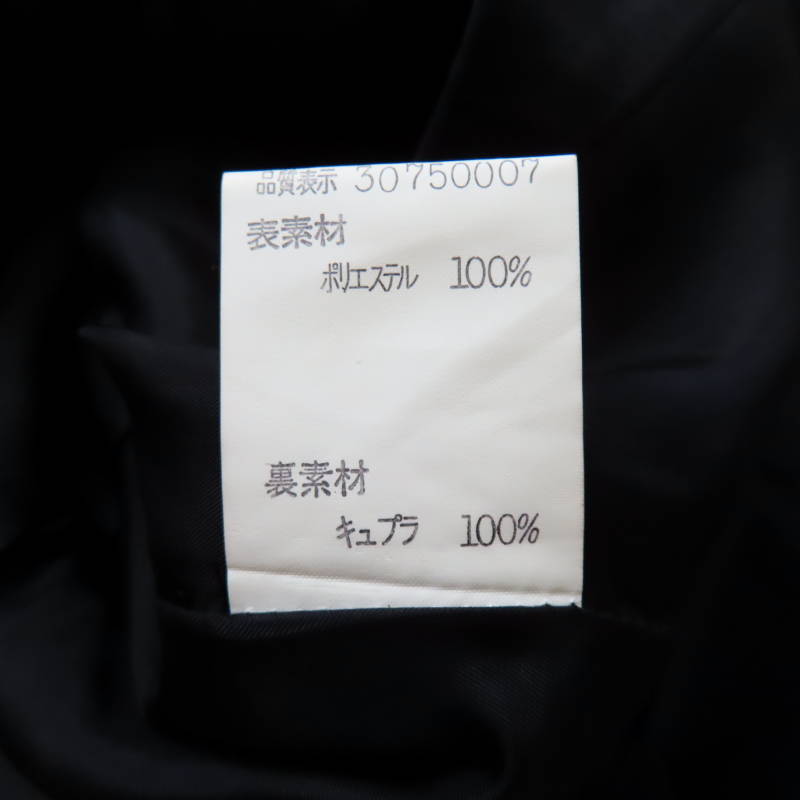 品質表示 30750007
表素材
ポリエステル 100%
裏素材
キュプラ 100%